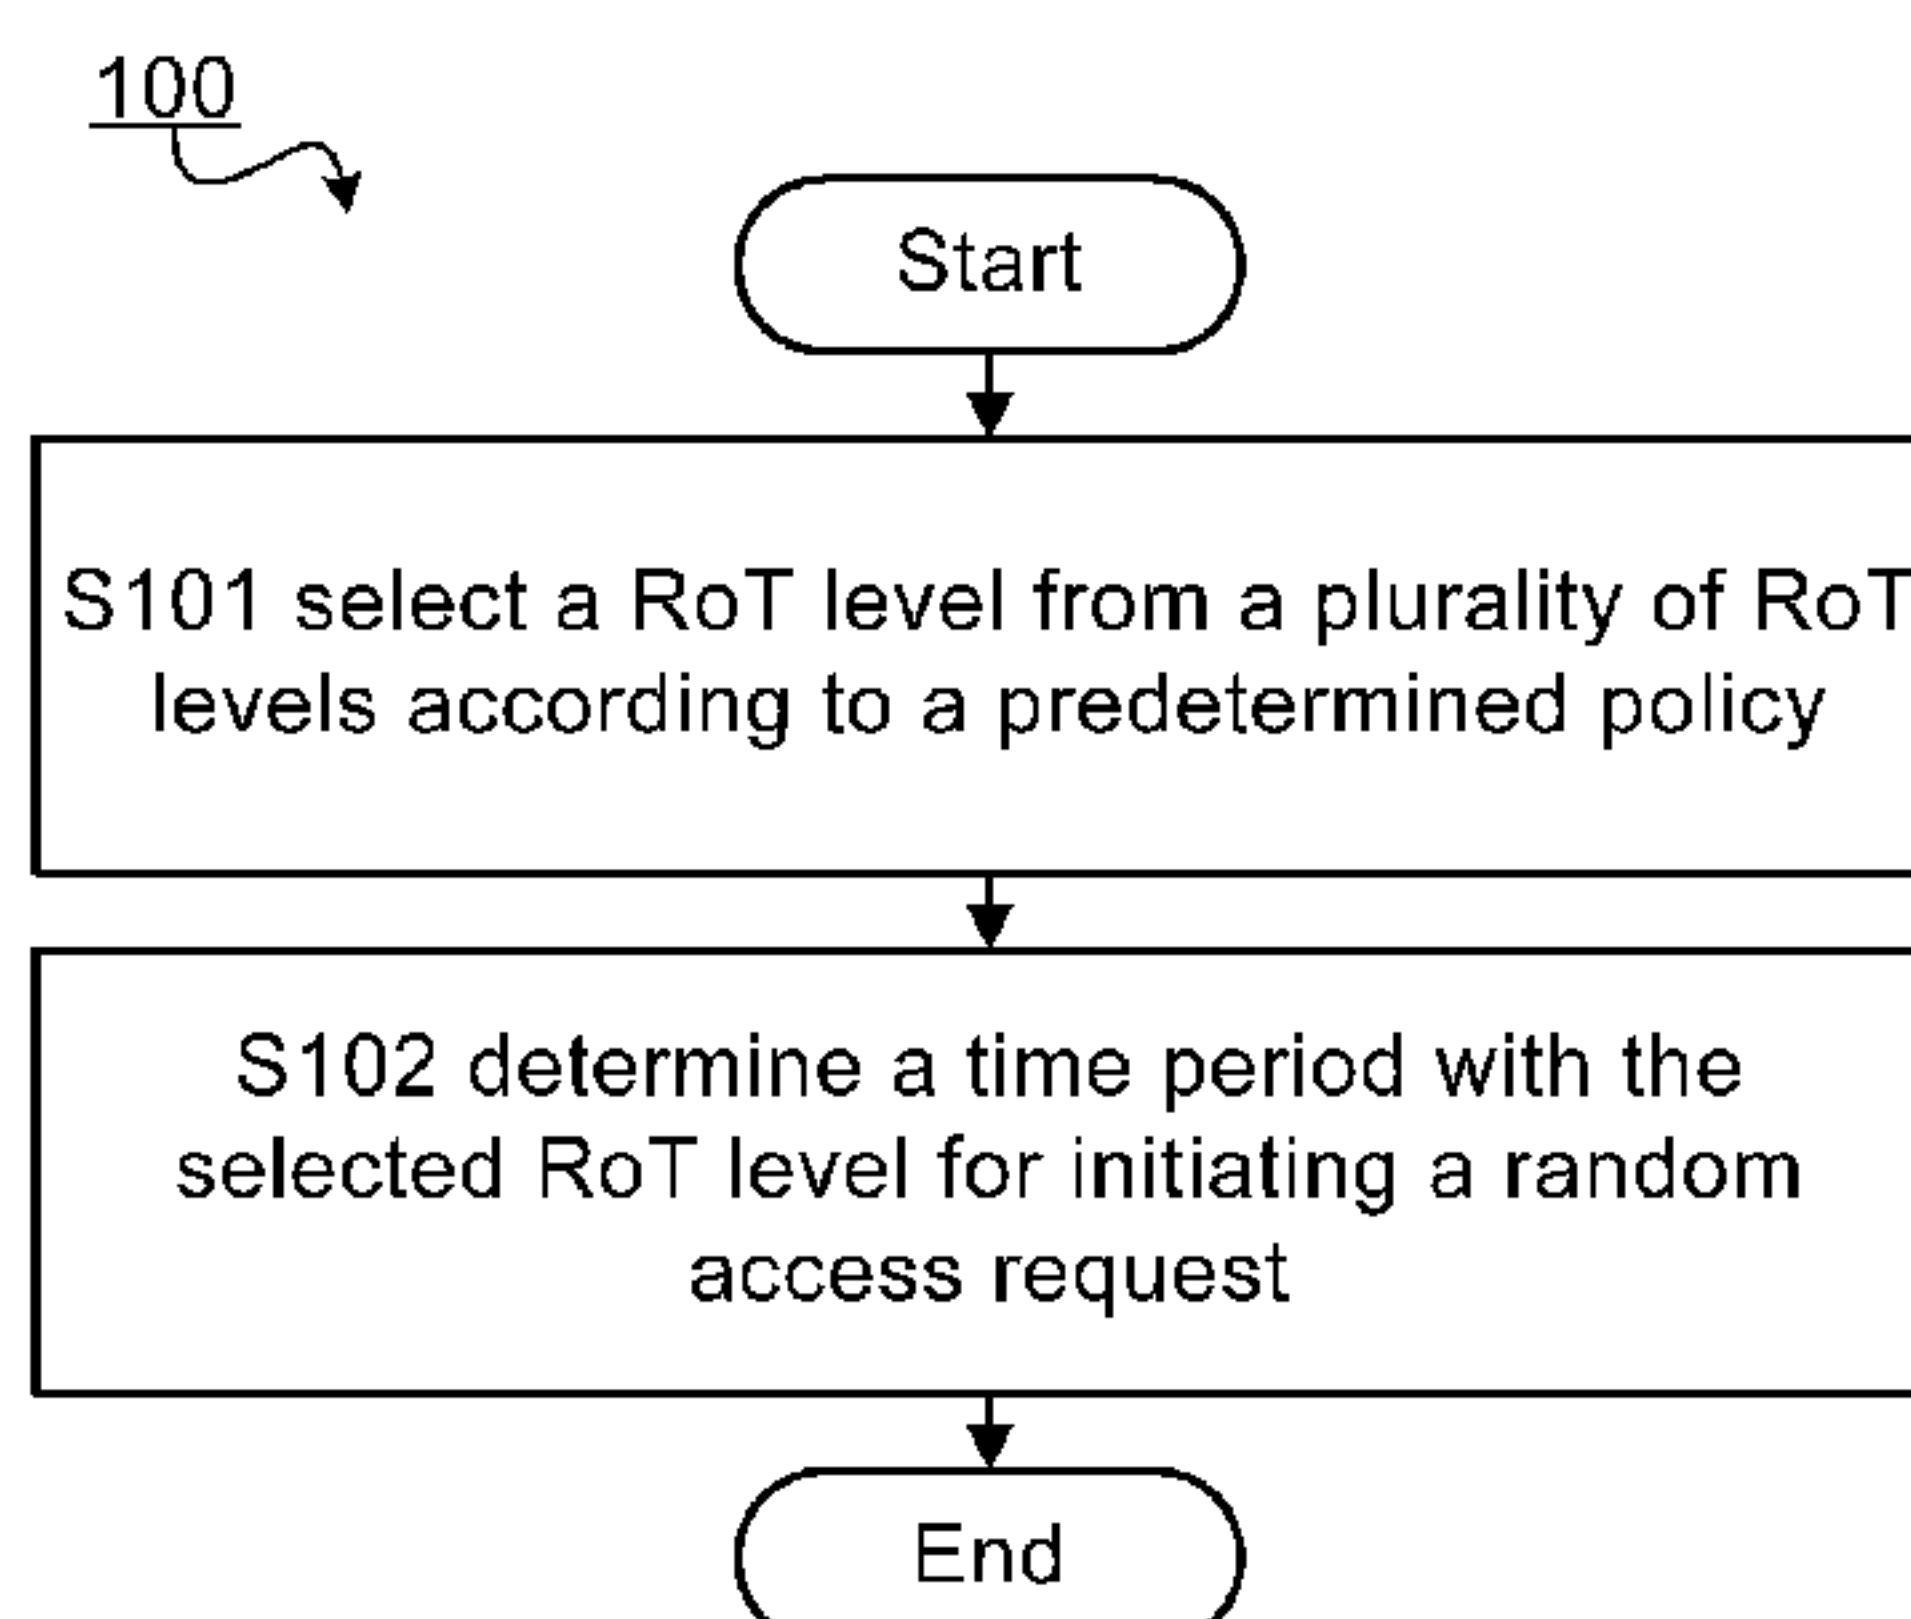 100
Start
S101 select a RoT level from a plurality of RoT
levels according to a predetermined policy
S102 determine a time period with the
selected RoT level for initiating a random
access request
End